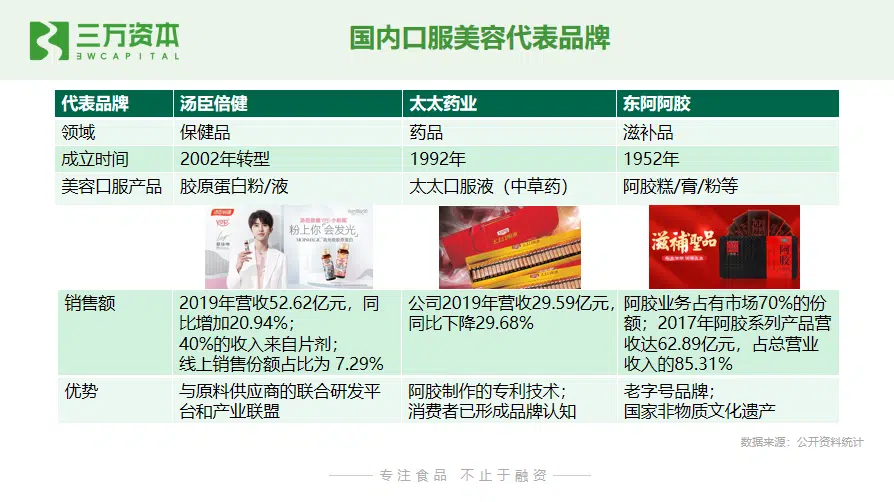 三万资本
3WCAPITAL
国内口服美容代表品牌
代表品牌 汤臣倍健 太太药业 东阿阿胶
领域 保健品 药品 滋补品
成立时间 2002年转型 1992年 1952年
美容口服产品 胶原蛋白粉/液 太太口服液（中草药） 阿胶糕/膏/粉等
粉上你 会发光
滋补聖品
阿胶
销售额 2019年营收52.62亿元，同 公司2019年营收29.59亿元， 阿胶业务占有市场70%的份
比增加20.94%； 同比下降29.68% 额；2017年阿胶系列产品营
40%的收入来自片剂； 收达62.89亿元，占总营业
线上销售份额占比为 7.29% 收入的85.31%
优势 与原料供应商的联合研发平 阿胶制作的专利技术； 老字号品牌；
台和产业联盟 消费者已形成品牌认知 国家非物质文化遗产
数据来源：公开资料统计
专注食品 不止于融资